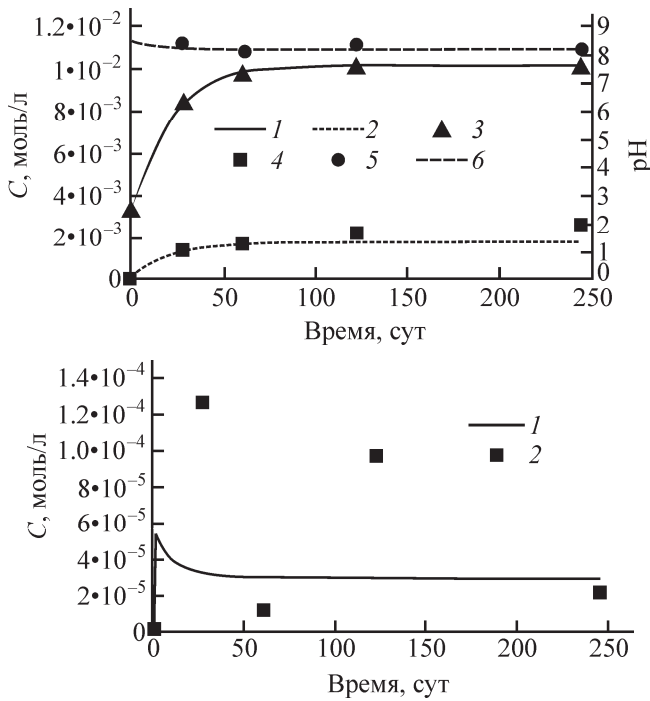 1.2•10⁻² 9
1•10⁻² 8
7
8•10⁻³ 6
1 2 3
6•10⁻³ 5
4 5 6
4•10⁻³ 4
3
2•10⁻³ 2
1
0 0
C, моль/л
pH
0 50 100 150 200 250
Время, сут
1.4•10⁻⁴
1.2•10⁻⁴
1
1•10⁻⁴ 2
8•10⁻⁵
6•10⁻⁵
4•10⁻⁵
2•10⁻⁵
0
C, моль/л
0 50 100 150 200 250
Время, сут